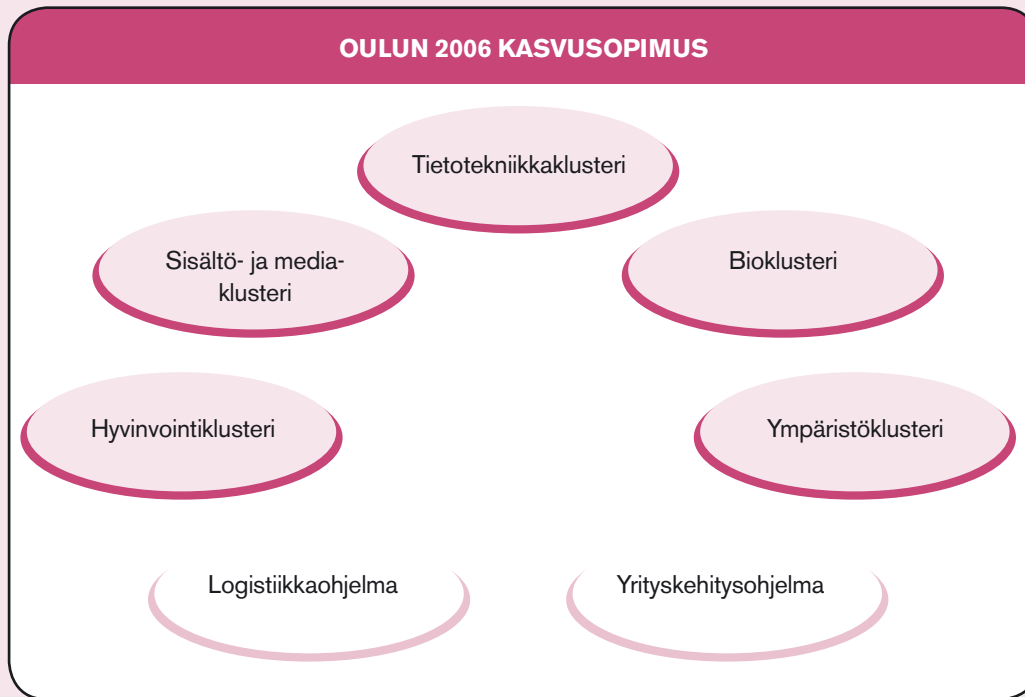 OULUN 2006 KASVUSOPIMUS
Tietotekniikkaklusteri
Sisältö- ja media-
klusteri
Bioklusteri
Hyvinvointiklusteri
Ympäristöklusteri
Logistiikkaohjelma
Yrityskehitysohjelma